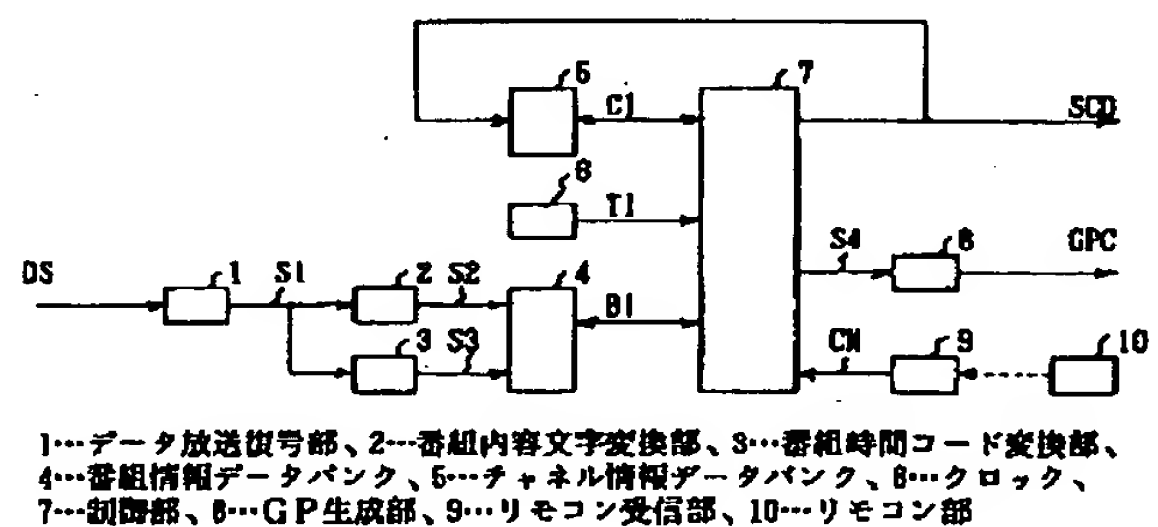 5
7
C1
SCD
6
T1
S4
8
GPC
DS
1
S1
2
S2
4
B1
3
S3
CN
9
10
1…データ放送復号部、2…番組内容文字変換部、3…番組時間コード変換部、
4…番組情報データバンク、5…チャネル情報データバンク、6…クロック、
7…制御部、8…GP生成部、9…リモコン受信部、10…リモコン部